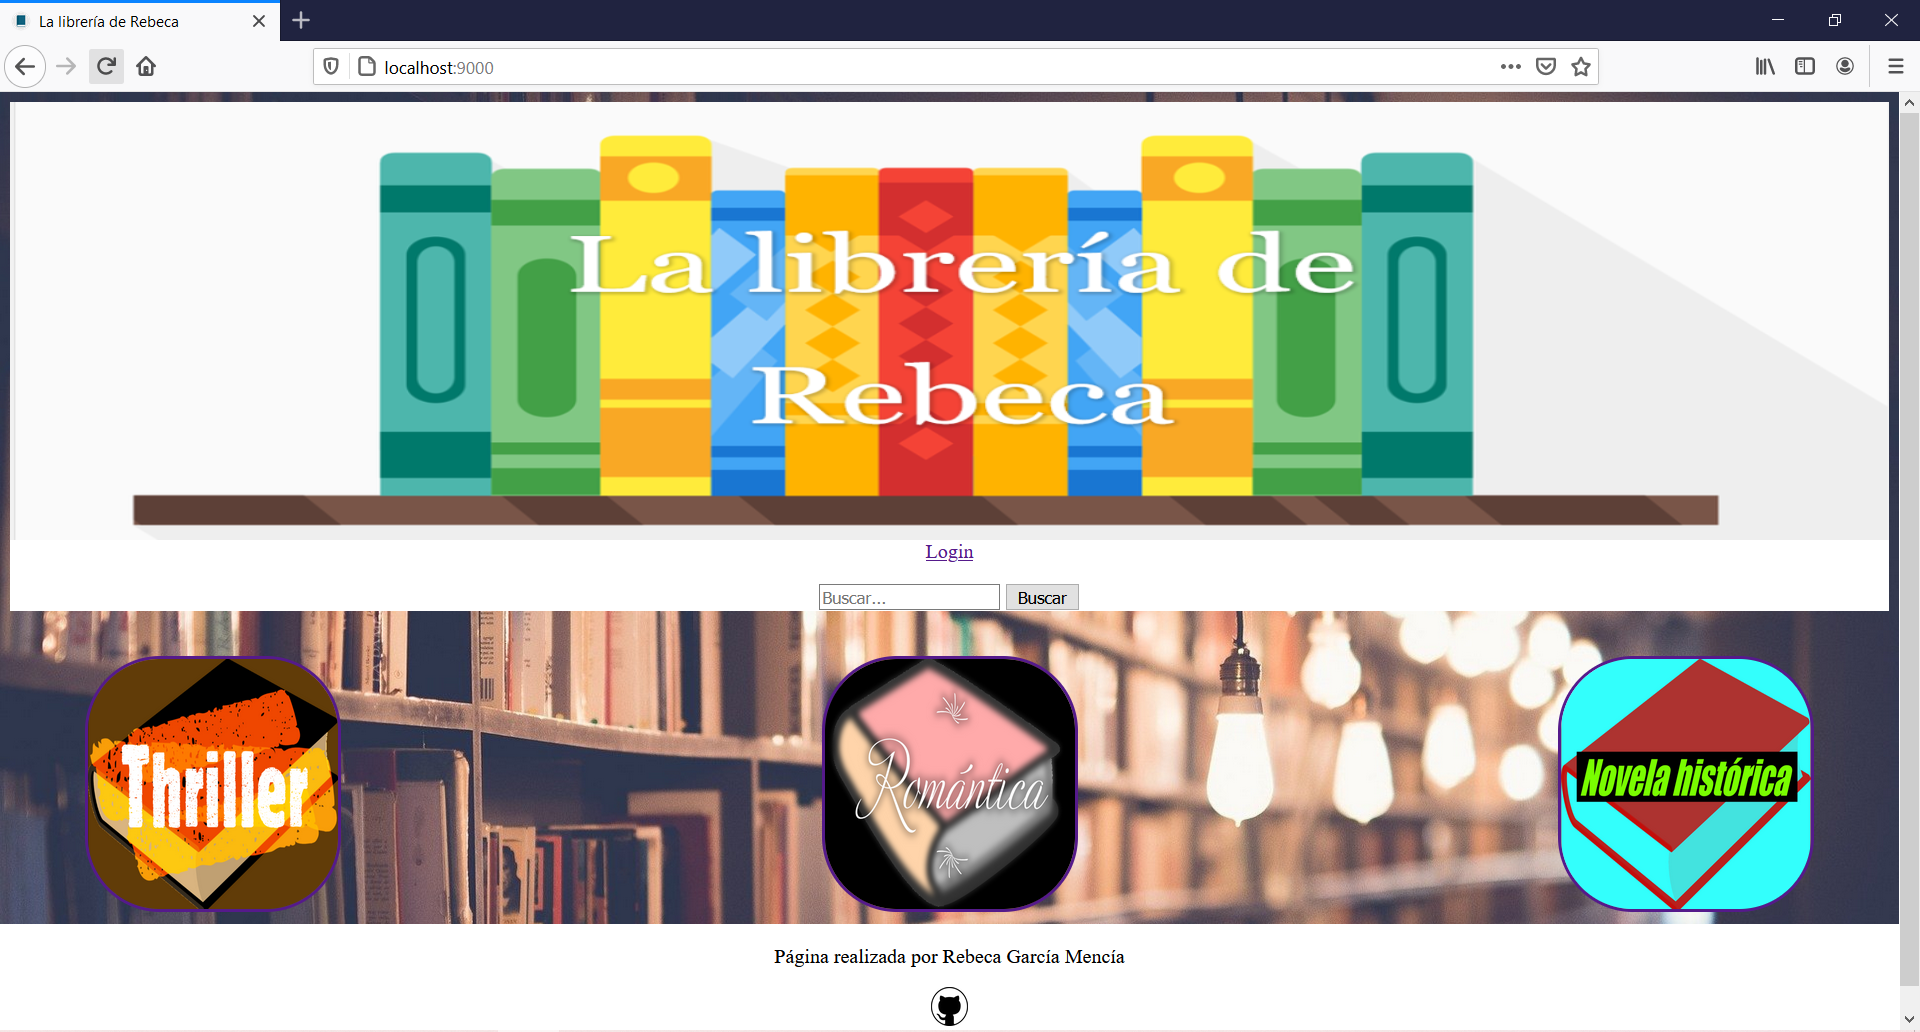 La librería de Rebeca
localhost:9000
La librería de
Rebeca
Login
Buscar... Buscar
Thriller
Romántica
Novela histórica
Página realizada por Rebeca García Mencía